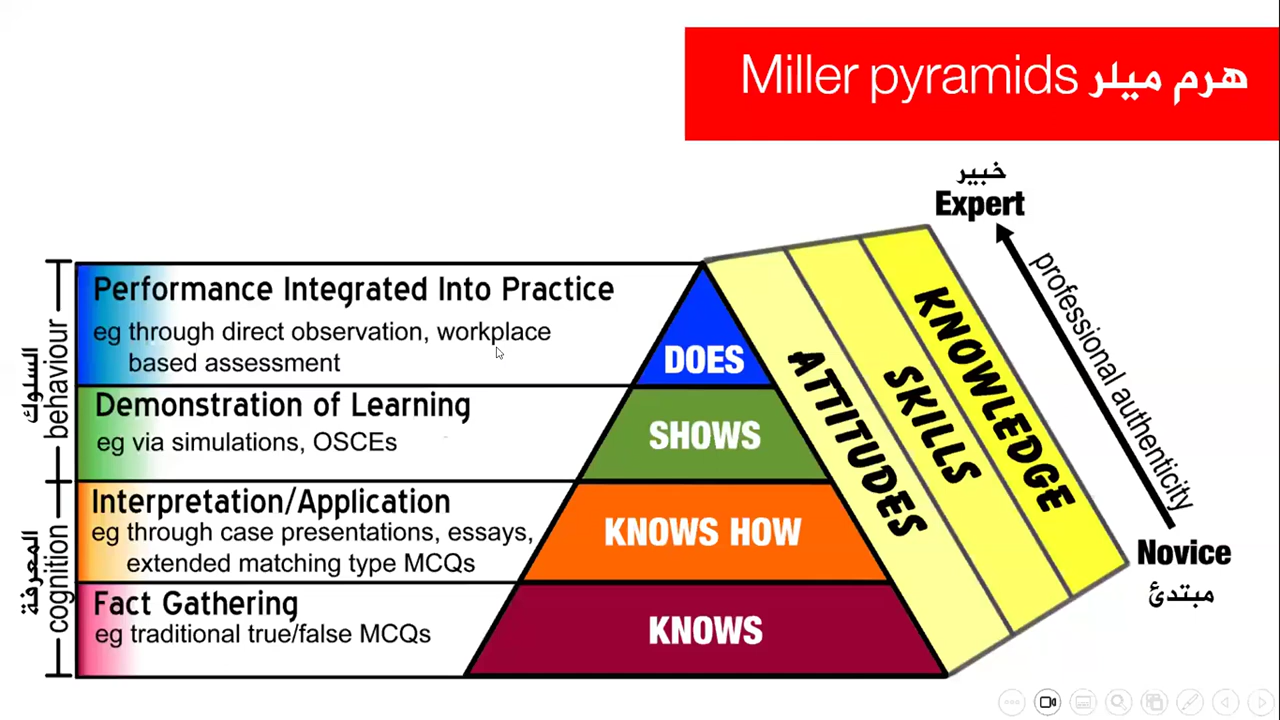 Miller pyramids هرم ميلر
خبير
Expert
professional authenticity
Novice
مبتدئ
السلوك
behaviour
المعرفة
cognition
Performance Integrated Into Practice
eg through direct observation, workplace
based assessment
Demonstration of Learning
eg via simulations, OSCEs
Interpretation/Application
eg through case presentations, essays,
extended matching type MCQs
Fact Gathering
eg traditional true/false MCQs
DOES
SHOWS
KNOWS HOW
KNOWS
ATTITUDES
SKILLS
KNOWLEDGE